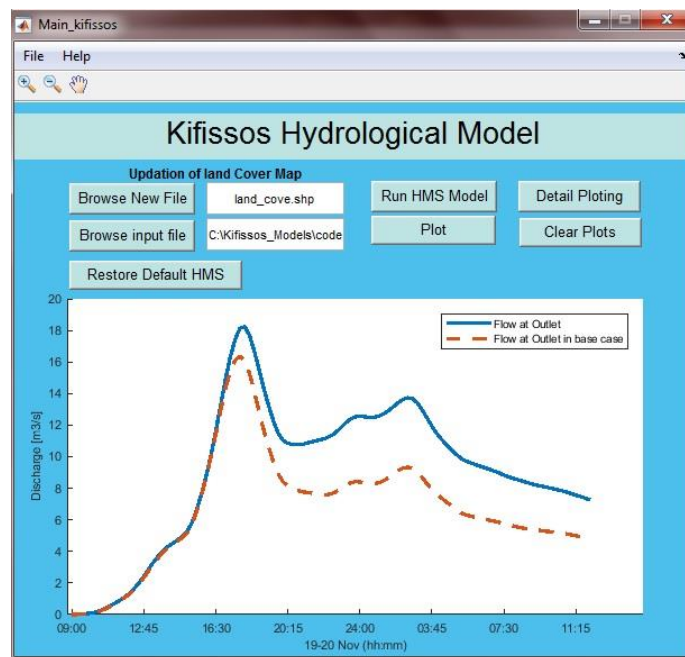 Main_kifissos
File Help
Kifissos Hydrological Model
Updation of land Cover Map
Browse New File land_cove.shp Run HMS Model Detail Ploting
Browse input file C:\Kifissos_Models\code Plot Clear Plots
Restore Default HMS
Flow at Outlet
Flow at Outlet in base case
Discharge [m3/s]
20
18
16
14
12
10
8
6
4
2
0
09:00 12:45 16:30 20:15 24:00 03:45 07:30 11:15
19-20 Nov (hh:mm)